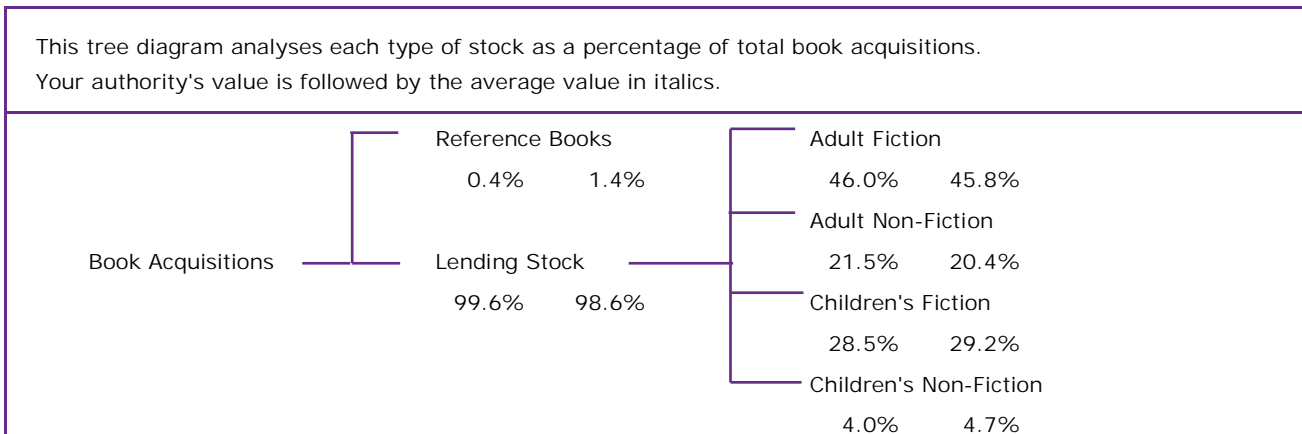 This tree diagram analyses each type of stock as a percentage of total book acquisitions.
Your authority's value is followed by the average value in italics.
Reference Books
0.4% 1.4%
Book Acquisitions
Lending Stock
99.6% 98.6%
Adult Fiction
46.0% 45.8%
Adult Non-Fiction
21.5% 20.4%
Children's Fiction
28.5% 29.2%
Children's Non-Fiction
4.0% 4.7%